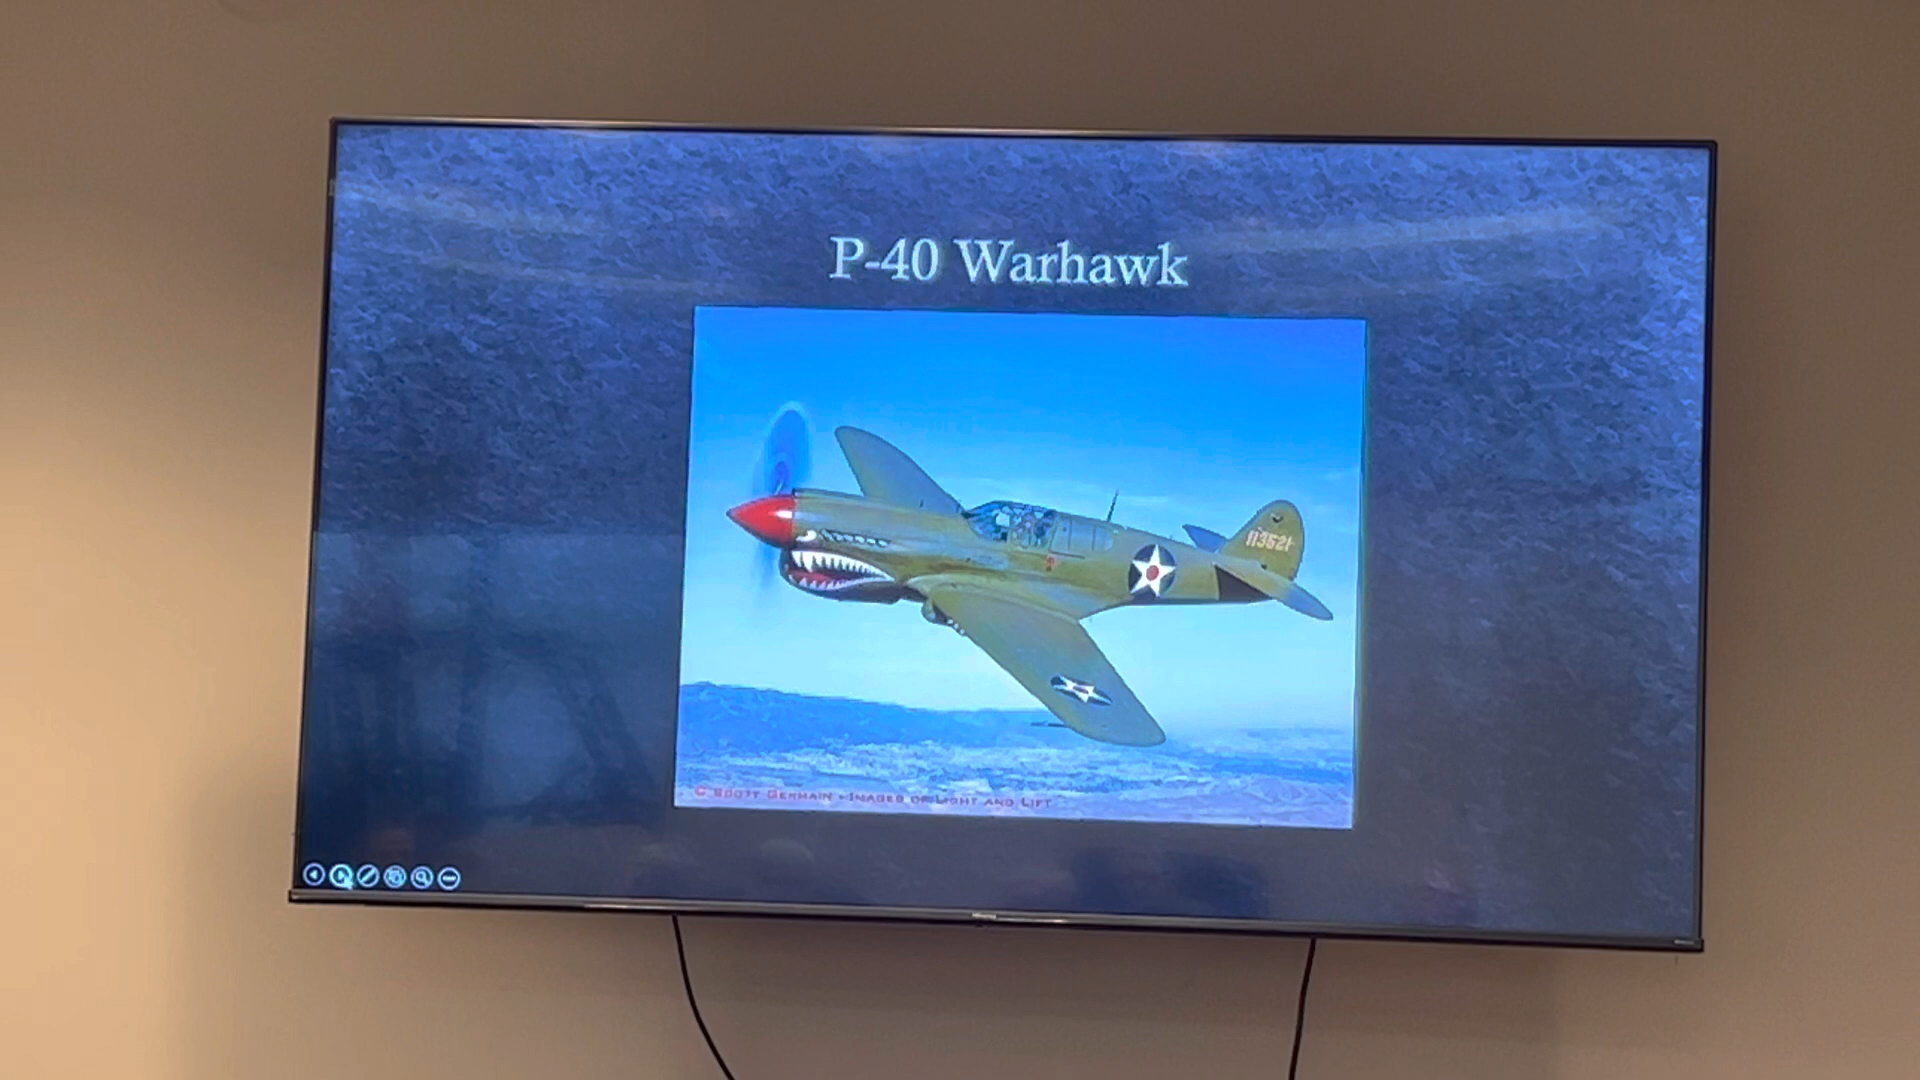 P-40 Warhawk
113521
© Scott Germain - Images of Light and Lift